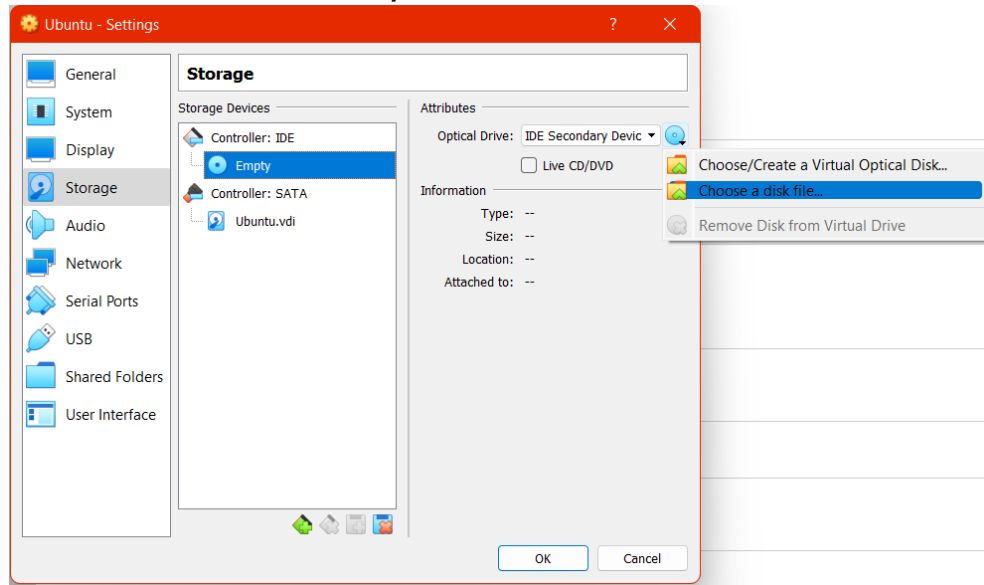 Ubuntu - Settings
?
General
System
Display
Storage
Audio
Network
Serial Ports
USB
Shared Folders
User Interface
Storage
Storage Devices
Controller: IDE
Empty
Controller: SATA
Ubuntu.vdi
Attributes
Optical Drive: IDE Secondary Devic
Live CD/DVD
Information
Type: --
Size: --
Location: --
Attached to: --
Choose/Create a Virtual Optical Disk...
Choose a disk file...
Remove Disk from Virtual Drive
OK
Cancel